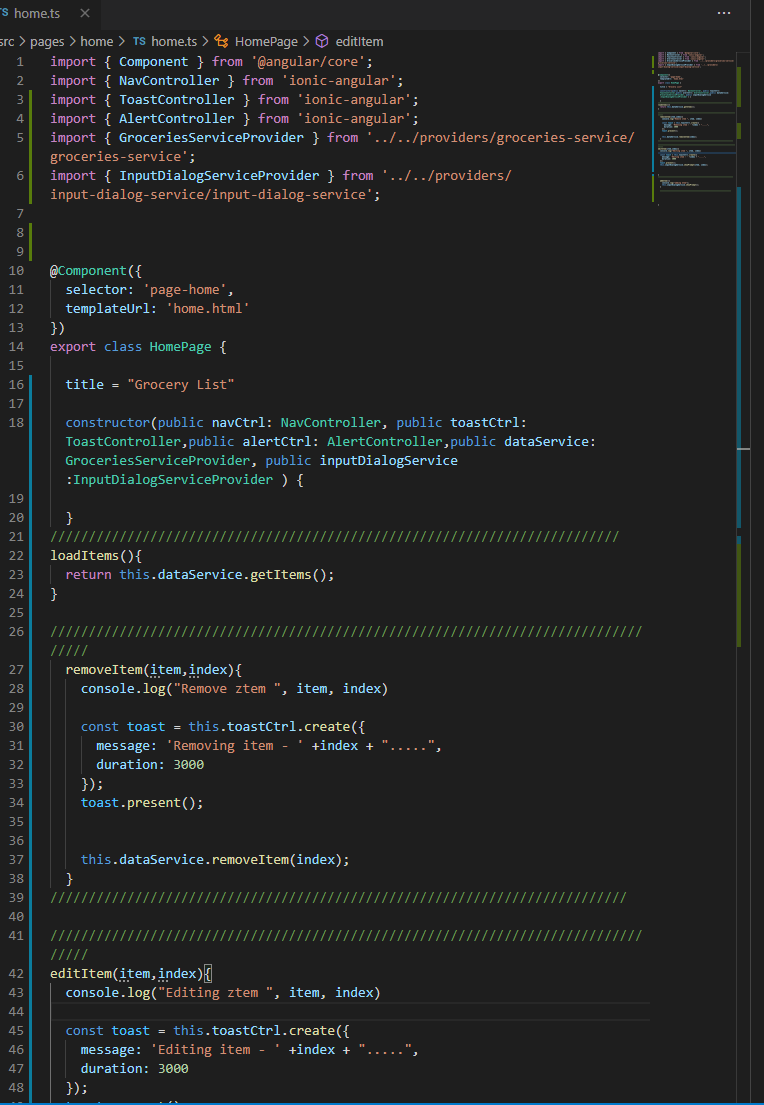 TS home.ts ×
...
src > pages > home > TS home.ts > HomePage > editItem
1 import { Component } from '@angular/core';
2 import { NavController } from 'ionic-angular';
3 import { ToastController } from 'ionic-angular';
4 import { AlertController } from 'ionic-angular';
5 import { GroceriesServiceProvider } from '../../providers/groceries-service/
groceries-service';
6 import { InputDialogServiceProvider } from '../../providers/
input-dialog-service/input-dialog-service';
7
8
9
10 @Component({
11 selector: 'page-home',
12 templateUrl: 'home.html'
13 })
14 export class HomePage {
15
16 title = "Grocery List"
17
18 constructor(public navCtrl: NavController, public toastCtrl:
ToastController,public alertCtrl: AlertController,public dataService:
GroceriesServiceProvider, public inputDialogService
:InputDialogServiceProvider ) {
19
20 }
21 //////////////////////////////////////////////////////////////////////////
22 loadItems(){
23 return this.dataService.getItems();
24 }
25
26 /////////////////////////////////////////////////////////////////////////////
/////
27 removeItem(item,index){
28 console.log("Remove ztem ", item, index)
29
30 const toast = this.toastCtrl.create({
31 message: 'Removing item - ' +index + ".....",
32 duration: 3000
33 });
34 toast.present();
35
36
37 this.dataService.removeItem(index);
38 }
39 ///////////////////////////////////////////////////////////////////////////
40
41 /////////////////////////////////////////////////////////////////////////////
/////
42 editItem(item,index){
43 console.log("Editing ztem ", item, index)
44
45 const toast = this.toastCtrl.create({
46 message: 'Editing item - ' +index + ".....",
47 duration: 3000
48 });